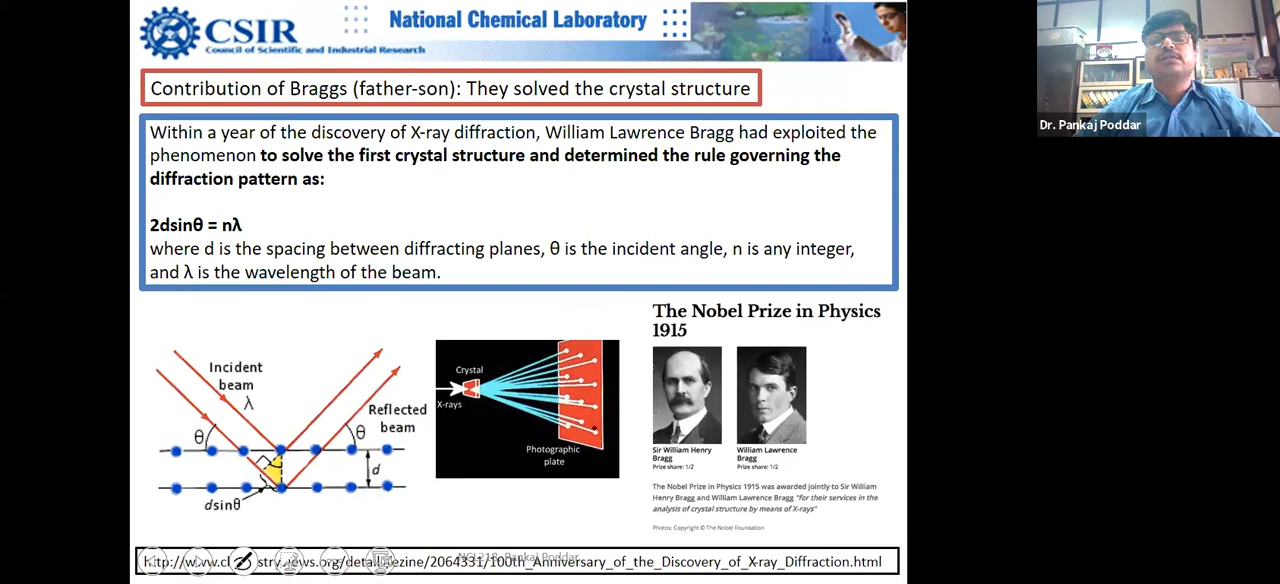 CSIR
Council of Scientific and Industrial Research
National Chemical Laboratory
Dr. Pankaj Poddar
Contribution of Braggs (father-son): They solved the crystal structure
Within a year of the discovery of X-ray diffraction, William Lawrence Bragg had exploited the
phenomenon to solve the first crystal structure and determined the rule governing the
diffraction pattern as:
2dsinθ = nλ
where d is the spacing between diffracting planes, θ is the incident angle, n is any integer,
and λ is the wavelength of the beam.
Incident
beam
λ
Reflected
beam
θ
θ
d
dsinθ
Crystal
X-rays
Photographic
plate
The Nobel Prize in Physics
1915
Sir William Henry
Bragg
Prize share: 1/2
William Lawrence
Bragg
Prize share: 1/2
The Nobel Prize in Physics 1915 was awarded jointly to Sir William
Henry Bragg and William Lawrence Bragg "for their services in the
analysis of crystal structure by means of X-rays"
Photos: Copyright © The Nobel Foundation
Pankaj Poddar